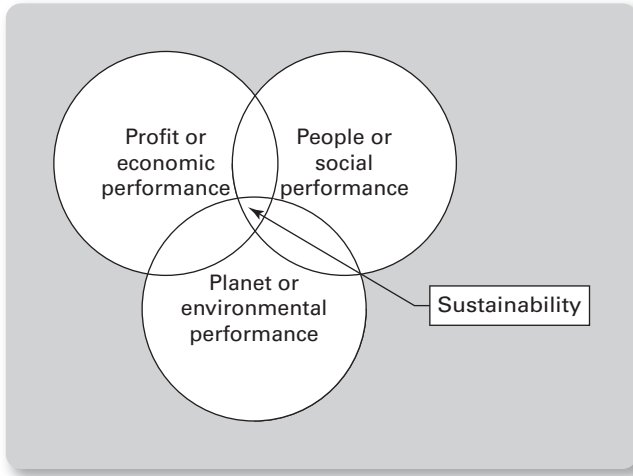 Profit or
economic
performance
People or
social
performance
Planet or
environmental
performance
Sustainability